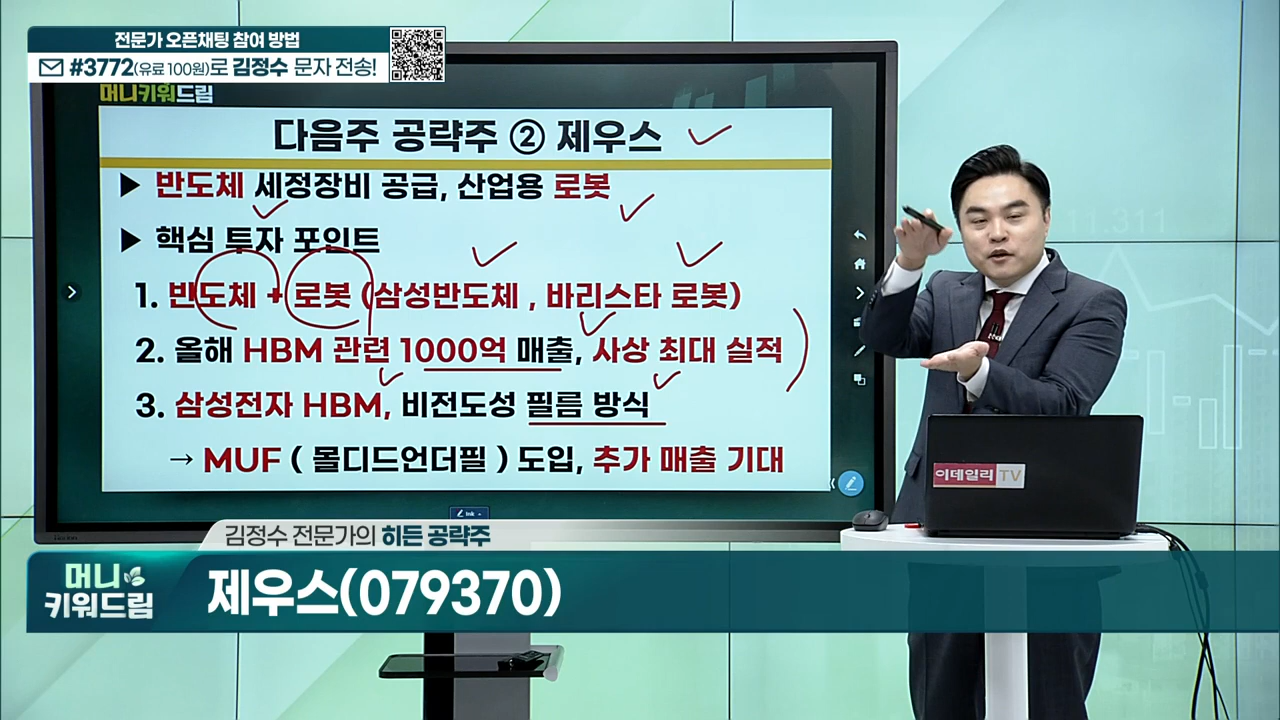 전문가 오픈채팅 참여 방법
#3772(유료 100원)로 김정수 문자 전송!
머니키워드림
다음주 공략주 ② 제우스
▶ 반도체 세정장비 공급, 산업용 로봇
▶ 핵심 투자 포인트
1. 반도체 + 로봇 (삼성반도체 , 바리스타 로봇)
2. 올해 HBM 관련 1000억 매출, 사상 최대 실적
3. 삼성전자 HBM, 비전도성 필름 방식
→ MUF ( 몰디드언더필 ) 도입, 추가 매출 기대
Ink
11.311
이데일리 TV
김정수 전문가의 히든 공략주
머니
키워드림
제우스(079370)